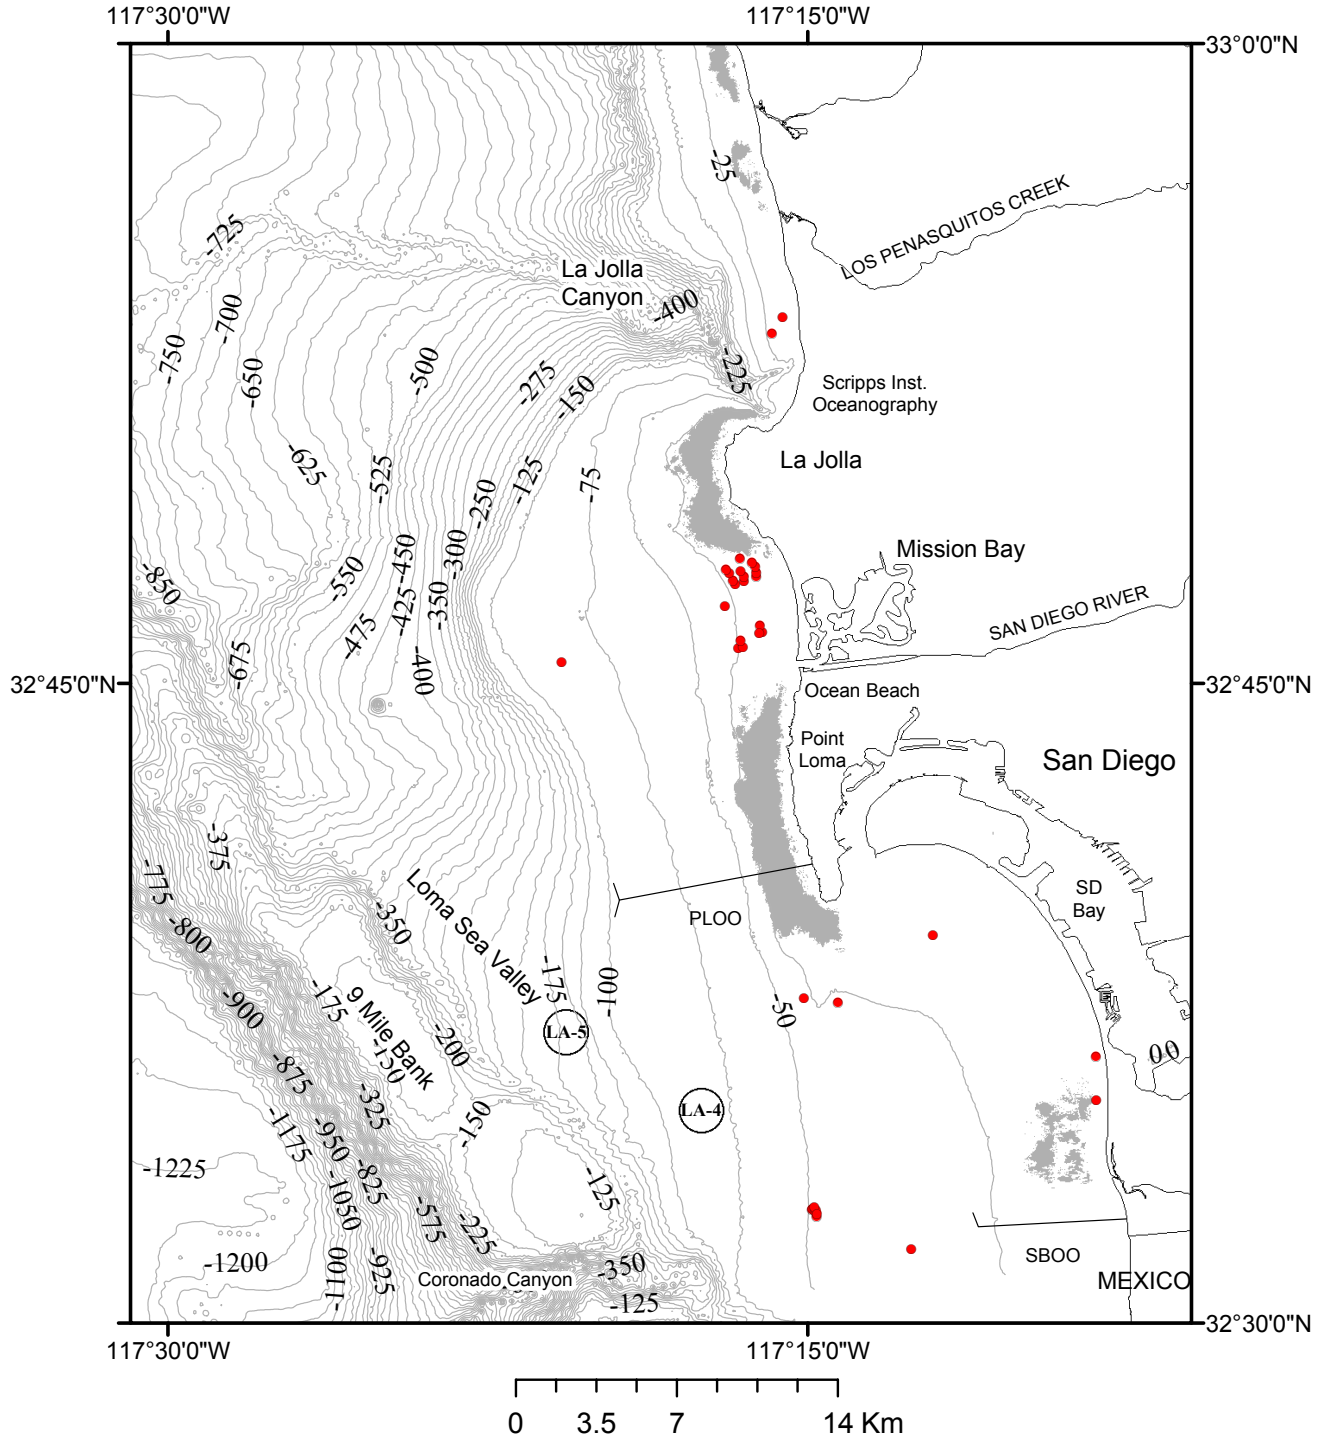 117°30'0"W
117°15'0"W
33°0'0"N
-25
LOS PENASQUITOS CREEK
-725
La Jolla
Canyon
-400
-700
-750
-650
-500
-275
-150
-225
Scripps Inst.
Oceanography
La Jolla
-625
-525
-125
-75
-250
-300
-450
Mission Bay
-850
-550
-425
-350
-475
SAN DIEGO RIVER
-675
-400
32°45'0"N
32°45'0"N
Ocean Beach
Point
Loma
San Diego
-375
-775
-350
-800
Loma Sea Valley
PLOO
SD
Bay
-175
-100
-175
9 Mile Bank
-900
-50
LA-5
-200
-150
00
-875
-325
-1175
-950
-150
LA-4
-1225
-825
-1050
-125
-575
-225
-1200
-1100
-925
Coronado Canyon
-350
-125
SBOO
MEXICO
32°30'0"N
117°30'0"W
117°15'0"W
0
3.5
7
14 Km